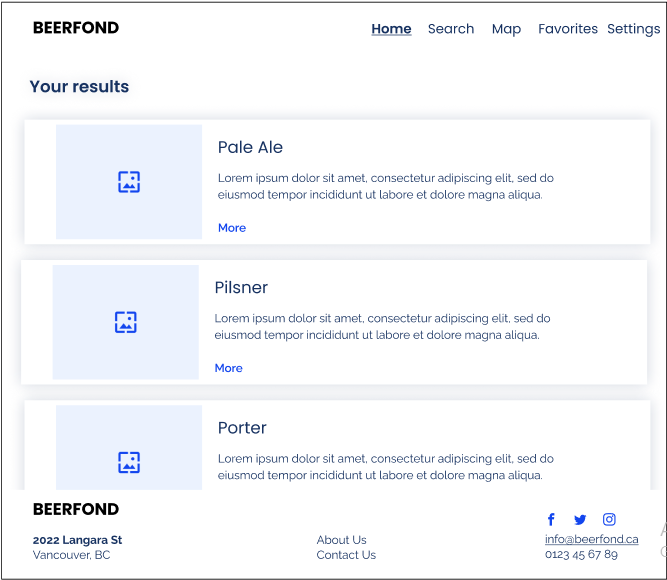 BEERFOND
Home Search Map Favorites Settings
Your results
Pale Ale
Lorem ipsum dolor sit amet, consectetur adipiscing elit, sed do
eiusmod tempor incididunt ut labore et dolore magna aliqua.
More
Pilsner
Lorem ipsum dolor sit amet, consectetur adipiscing elit, sed do
eiusmod tempor incididunt ut labore et dolore magna aliqua.
More
Porter
Lorem ipsum dolor sit amet, consectetur adipiscing elit, sed do
eiusmod tempor incididunt ut labore et dolore magna aliqua.
BEERFOND
2022 Langara St
Vancouver, BC
About Us
Contact Us
info@beerfond.ca
0123 45 67 89